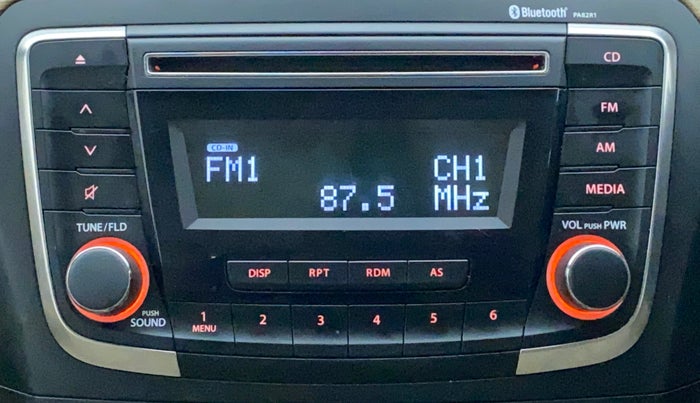 Bluetooth PA82R1
CD
FM
AM
MEDIA
CD-IN
FM1 CH1
87.5 MHz
TUNE/FLD
VOL PUSH PWR
DISP RPT RDM AS
PUSH
SOUND
1 2 3 4 5 6
MENU